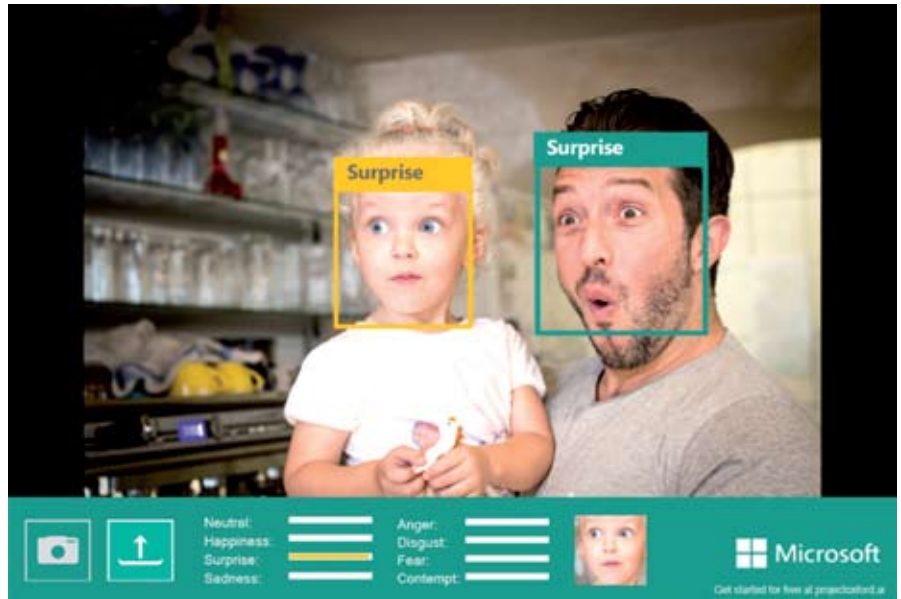 Surprise
Surprise
Neutral:
Happiness:
Surprise:
Sadness:
Anger:
Disgust:
Fear:
Contempt:
Microsoft
Get started for free at projectoxford.ai